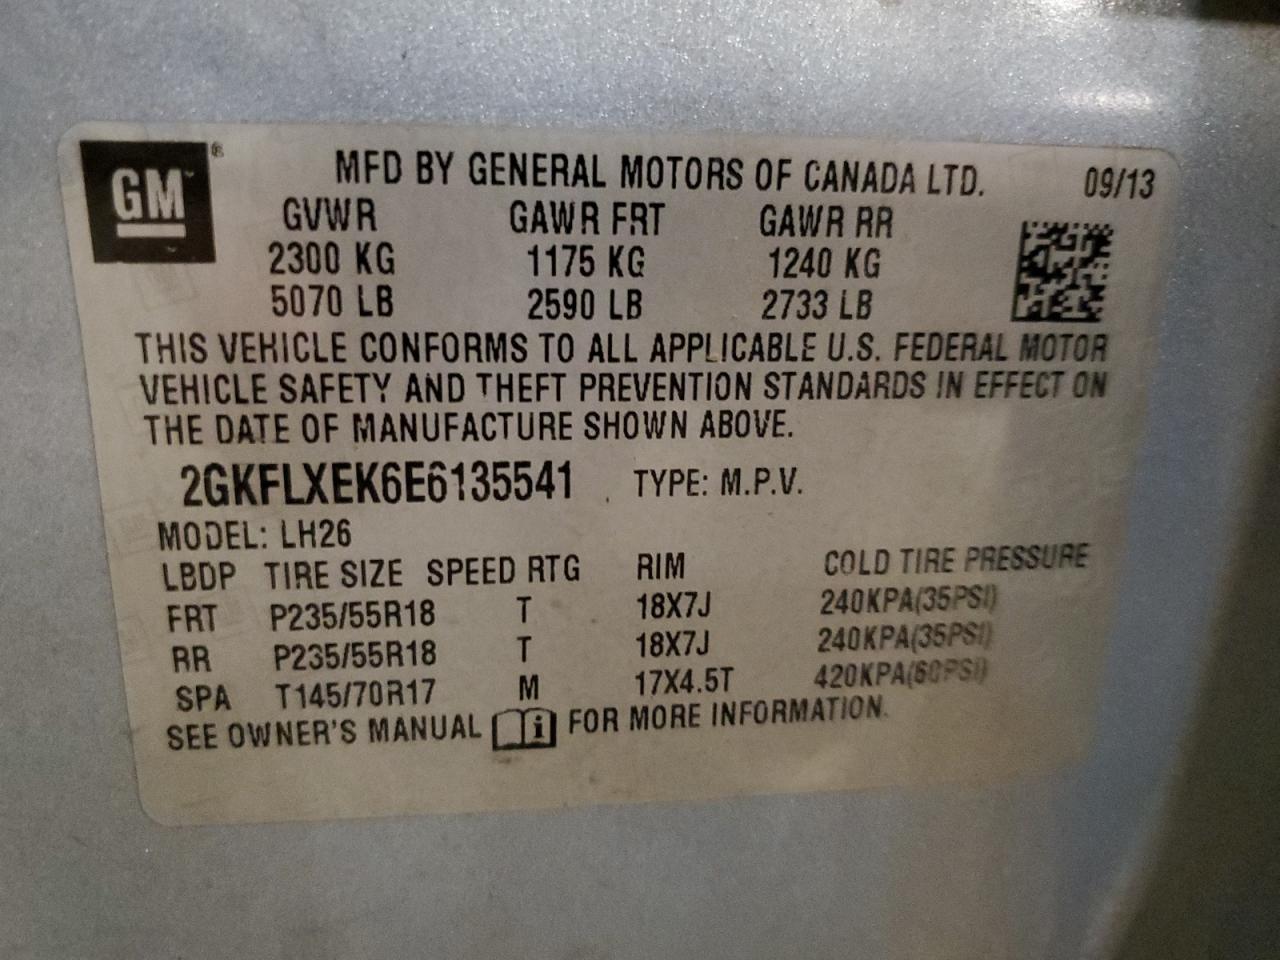 GM ® MFD BY GENERAL MOTORS OF CANADA LTD. 09/13
GVWR GAWR FRT GAWR RR
2300 KG 1175 KG 1240 KG
5070 LB 2590 LB 2733 LB
THIS VEHICLE CONFORMS TO ALL APPLICABLE U.S. FEDERAL MOTOR
VEHICLE SAFETY AND THEFT PREVENTION STANDARDS IN EFFECT ON
THE DATE OF MANUFACTURE SHOWN ABOVE.
2GKFLXEK6E6135541 TYPE: M.P.V.
MODEL: LH26
LBDP TIRE SIZE SPEED RTG RIM COLD TIRE PRESSURE
FRT P235/55R18 T 18X7J 240KPA(35PSI)
RR P235/55R18 T 18X7J 240KPA(35PSI)
SPA T145/70R17 M 17X4.5T 420KPA(60PSI)
SEE OWNER'S MANUAL i FOR MORE INFORMATION.